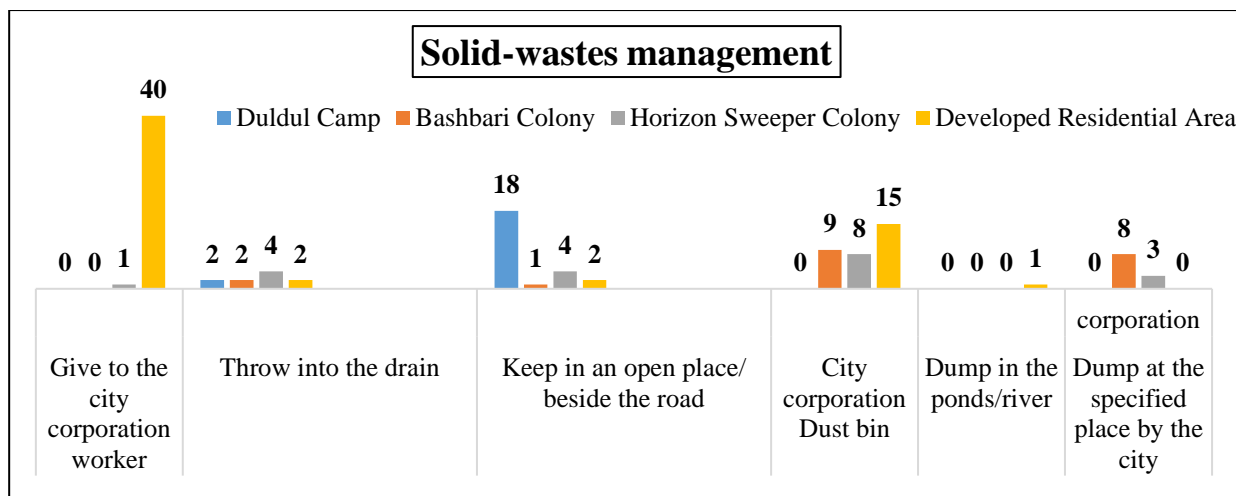 Solid-wastes management
40
Duldul Camp Bashbari Colony Horizon Sweeper Colony Developed Residential Area
18
15
9 8
8
0 0 1
2 2 4 2
1 4 2
0
0 0 0 1
0 3 0
corporation
Give to the
city
corporation
worker
Throw into the drain
Keep in an open place/
beside the road
City
corporation
Dust bin
Dump in the
ponds/river
Dump at the
specified
place by the
city